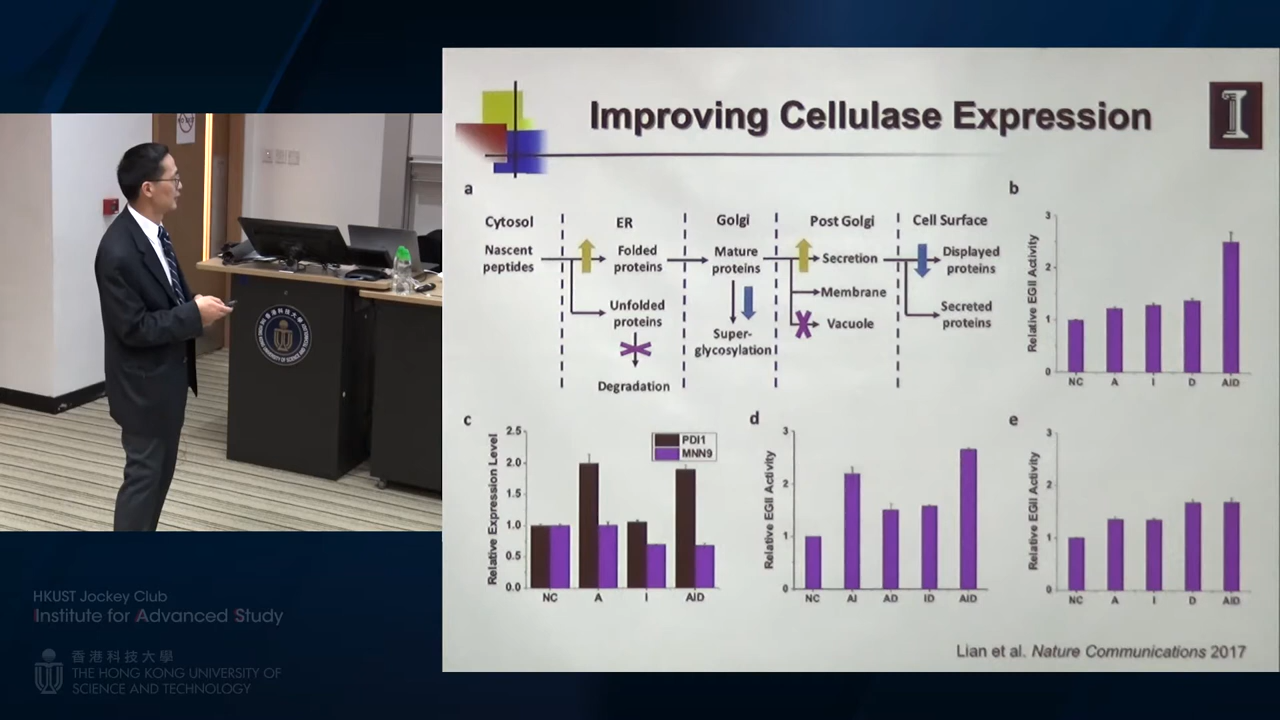 Improving Cellulase Expression
I
a
Cytosol
ER
Golgi
Post Golgi
Cell Surface
Nascent
peptides
Folded
proteins
Mature
proteins
Secretion
Displayed
proteins
Unfolded
proteins
Membrane
Secreted
proteins
Super-
glycosylation
Vacuole
Degradation
b
Relative EGII Activity
3
2
1
0
NC A I D AID
c
Relative Expression Level
2.5
2.0
1.5
1.0
0.5
0.0
PDI1
MNN9
NC A I AID
d
Relative EGII Activity
3
2
1
0
NC AI AD ID AID
e
Relative EGII Activity
3
2
1
0
NC A I D AID
Lian et al. Nature Communications 2017
HKUST Jockey Club
Institute for Advanced Study
香港科技大學
THE HONG KONG UNIVERSITY OF
SCIENCE AND TECHNOLOGY